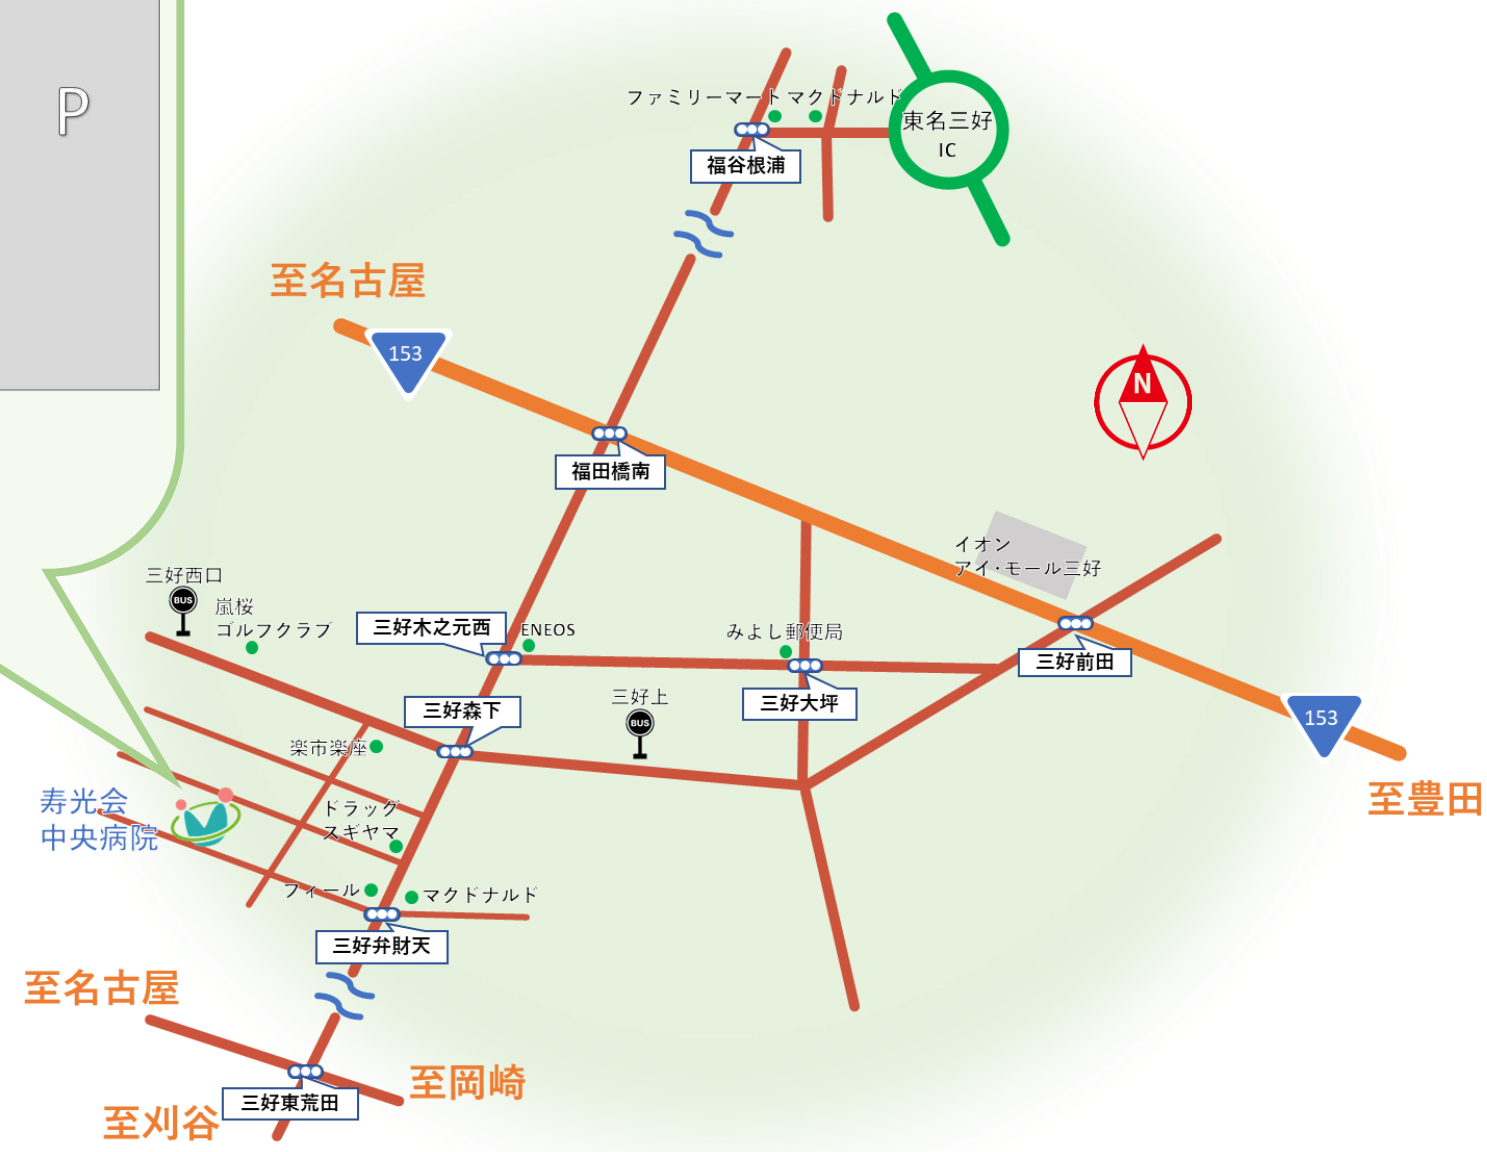 P
ファミリーマート
マクドナルド
東名三好
IC
福谷根浦
至名古屋
153
N
福田橋南
イオン
アイ・モール三好
三好西口
BUS
嵐桜
ゴルフクラブ
三好木之元西
ENEOS
みよし郵便局
三好前田
三好大坪
三好上
BUS
三好森下
153
楽市楽座
至豊田
寿光会
中央病院
ドラッグ
スギヤマ
フィール
マクドナルド
三好弁財天
至名古屋
至岡崎
三好東荒田
至刈谷